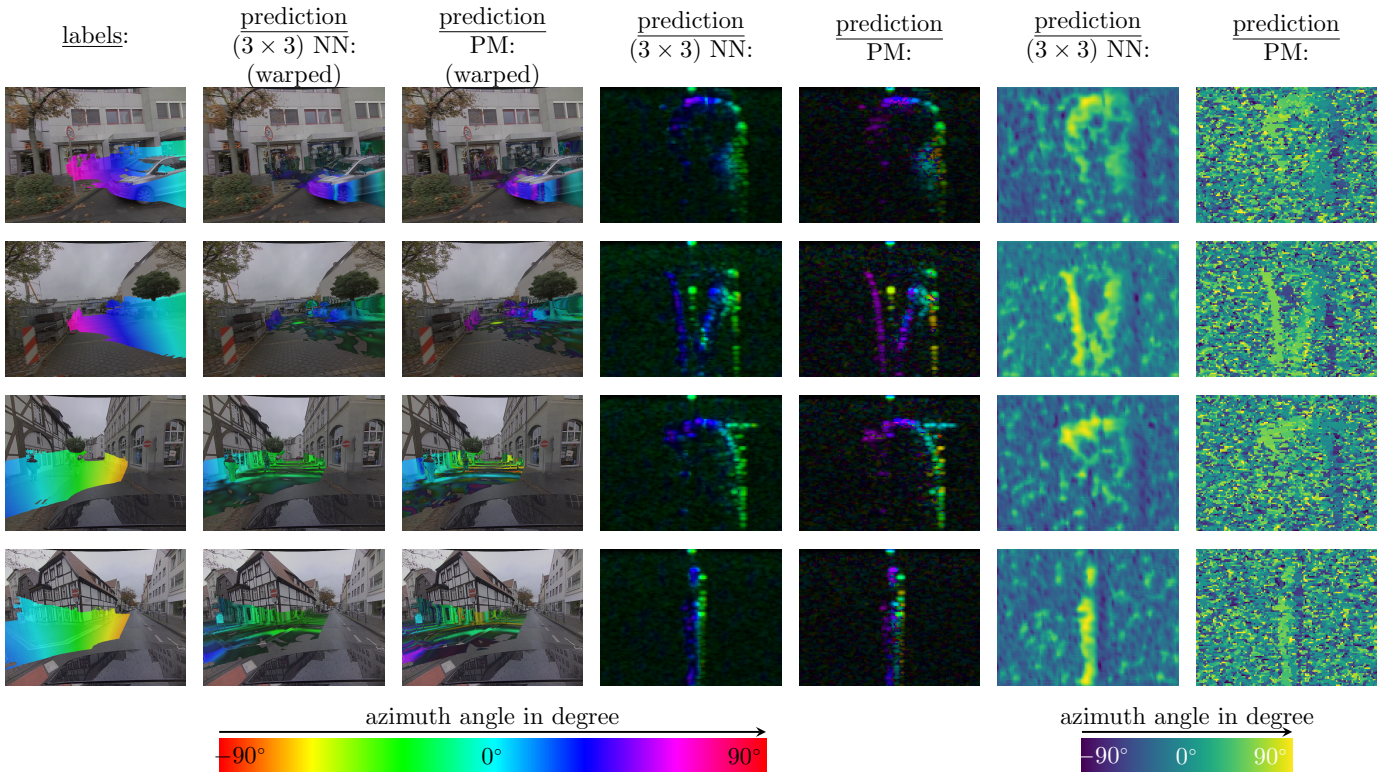 labels:
prediction
(3 × 3) NN:
(warped)
prediction
PM:
(warped)
prediction
(3 × 3) NN:
prediction
PM:
prediction
(3 × 3) NN:
prediction
PM:
azimuth angle in degree
−90° 0° 90°
azimuth angle in degree
−90° 0° 90°